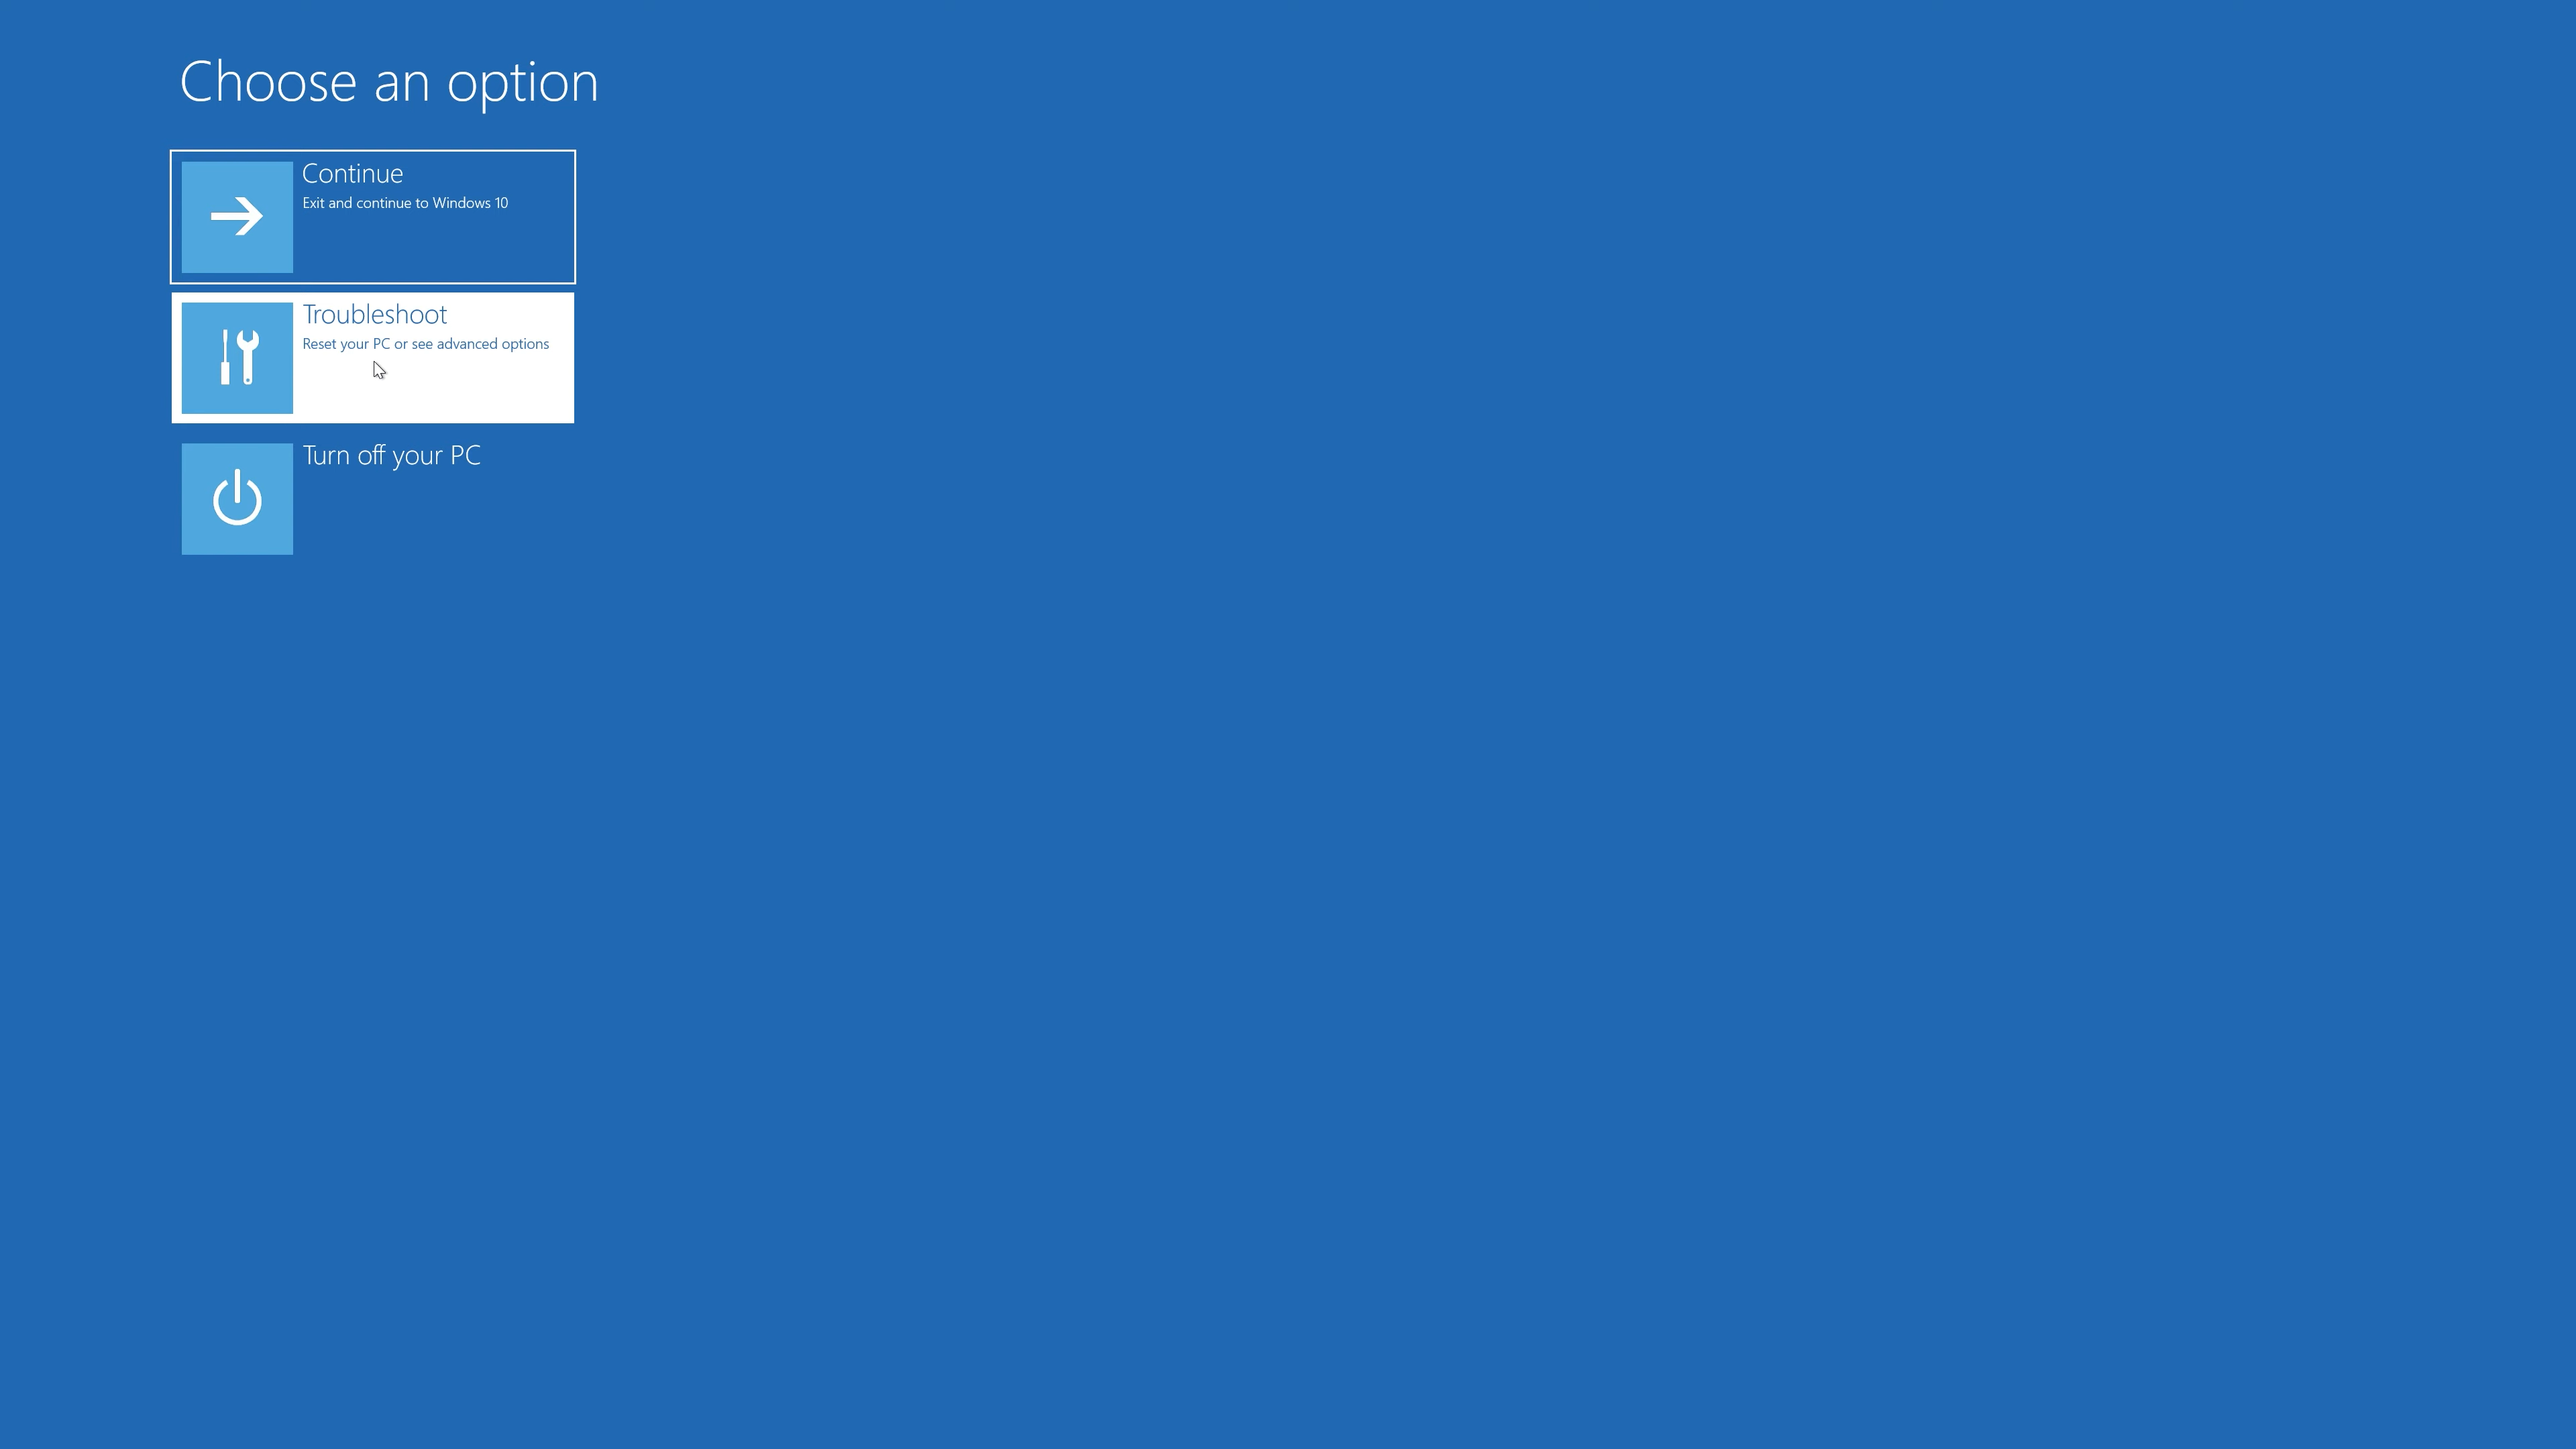 Choose an option
Continue
Exit and continue to Windows 10
Troubleshoot
Reset your PC or see advanced options
Turn off your PC